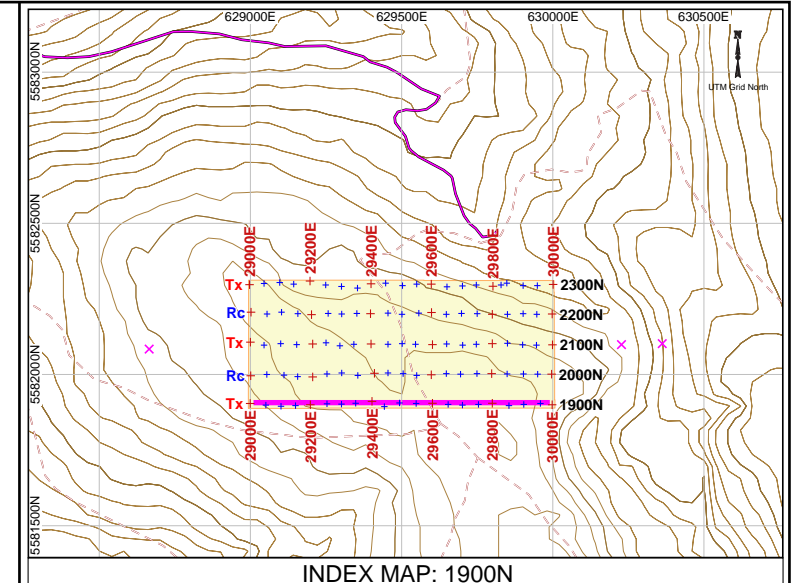 629000E 629500E 630000E 630500E
5583000N
N
UTM Grid North
5582500N
29000E 29200E 29400E 29600E 29800E 30000E
Tx 2300N
Rc 2200N
Tx 2100N
5582000N
Rc 2000N
Tx 1900N
29000E 29200E 29400E 29600E 29800E 30000E
5581500N
INDEX MAP: 1900N